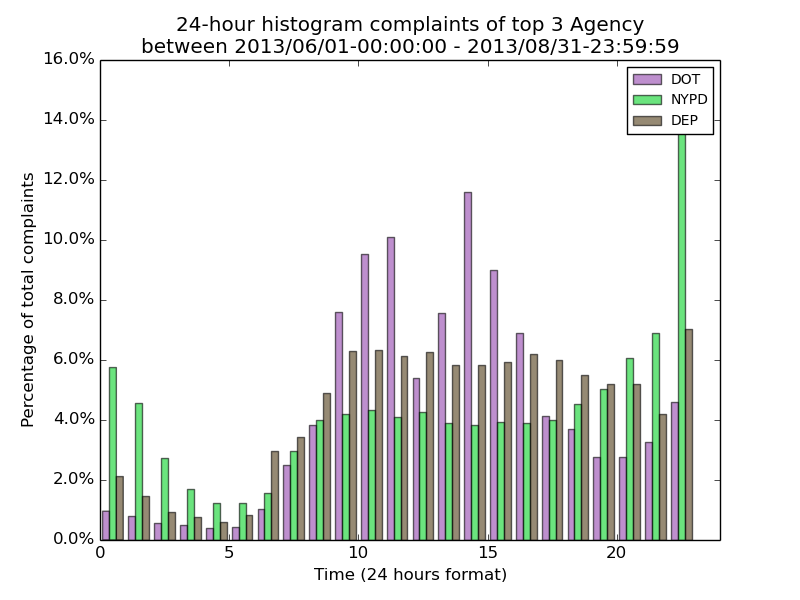 24-hour histogram complaints of top 3 Agency
between 2013/06/01-00:00:00 - 2013/08/31-23:59:59
16.0%
14.0%
12.0%
10.0%
8.0%
6.0%
4.0%
2.0%
0.0%
Percentage of total complaints
DOT
NYPD
DEP
0 5 10 15 20
Time (24 hours format)